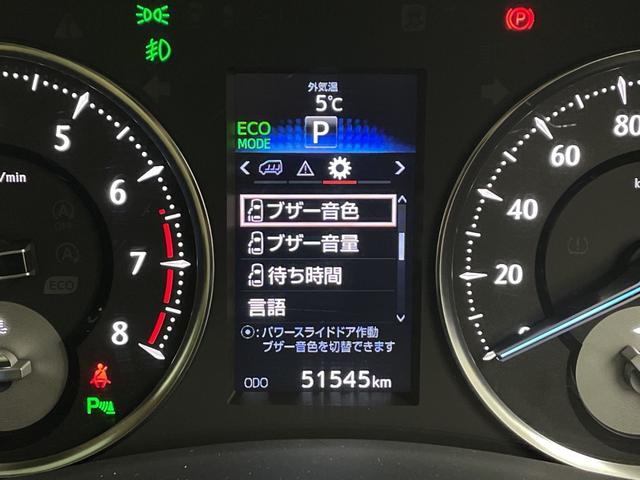 外気温
5℃
ECO
MODE
P
ブザー音色
ブザー音量
待ち時間
言語
:パワースライドドア作動
ブザー音色を切替できます
ODO 51545km
5
6
7
8
/min
80
60
40
20
0
k
P
(P)
ECO
A